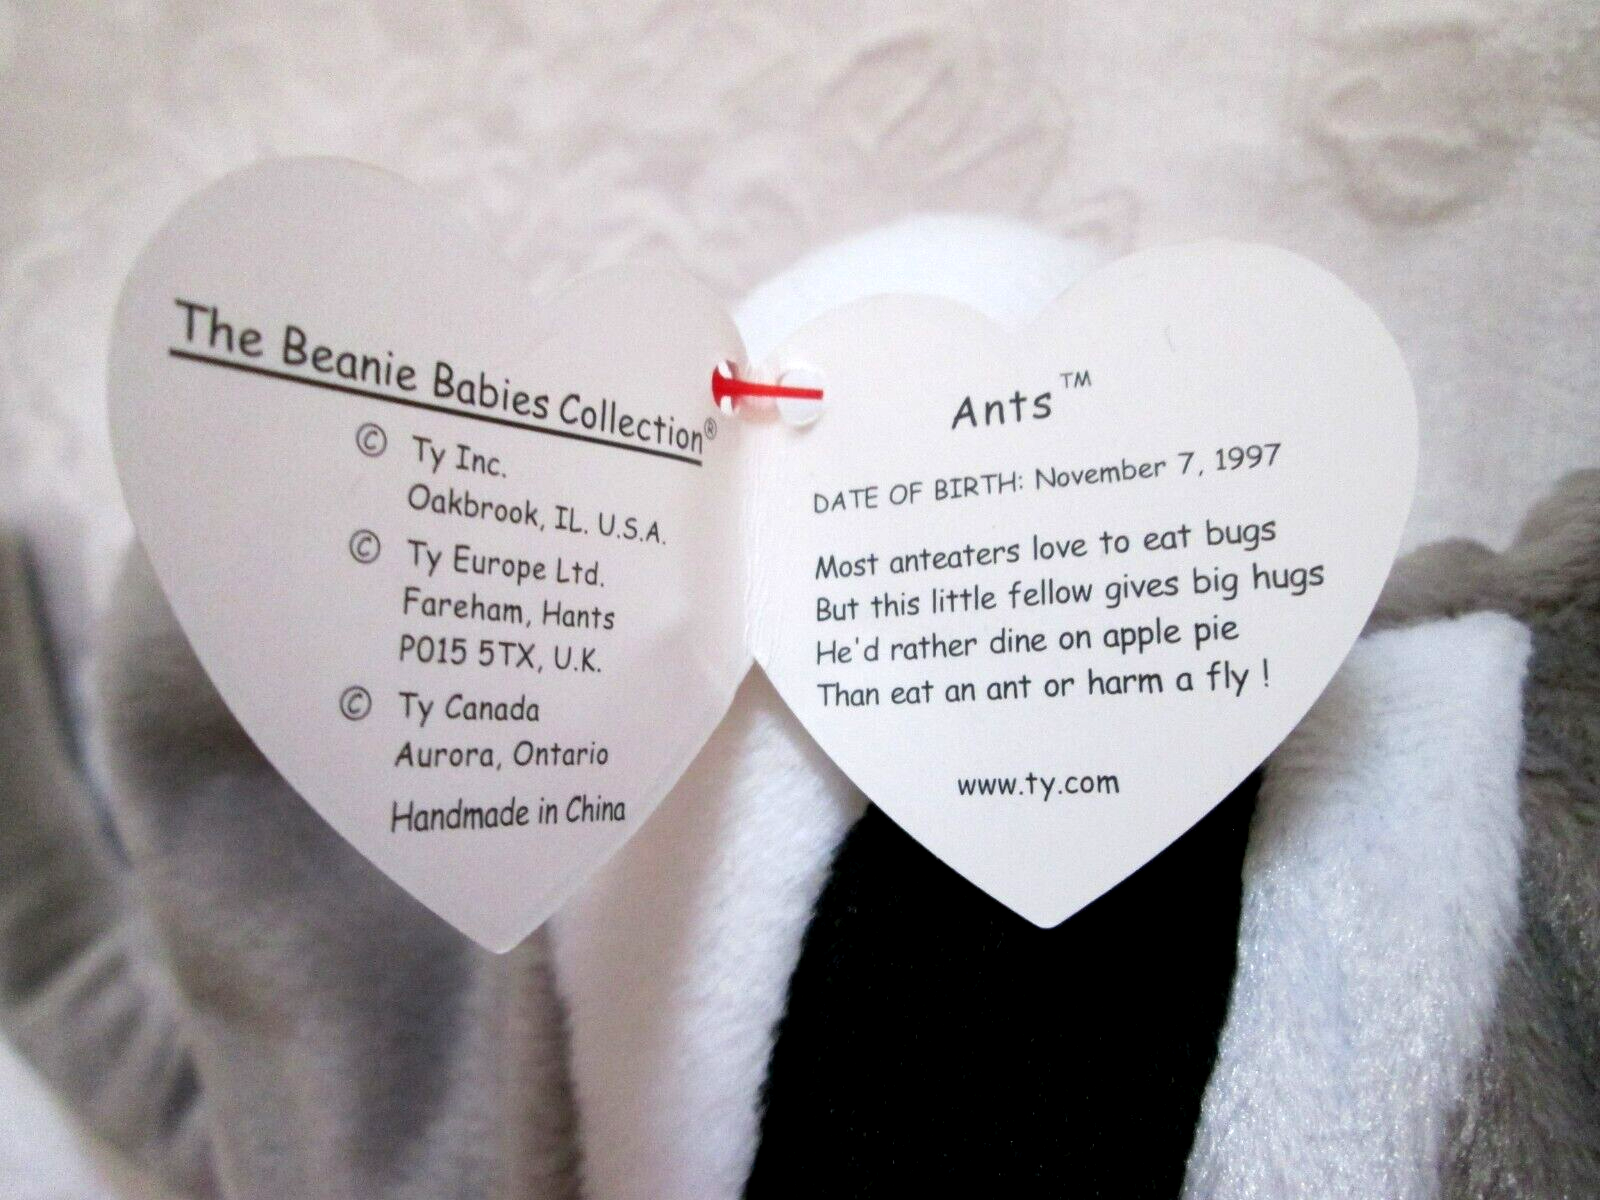 The Beanie Babies Collection®
© Ty Inc.
Oakbrook, IL. U.S.A.
© Ty Europe Ltd.
Fareham, Hants
PO15 5TX, U.K.
© Ty Canada
Aurora, Ontario
Handmade in China
Ants™
DATE OF BIRTH: November 7, 1997
Most anteaters love to eat bugs
But this little fellow gives big hugs
He'd rather dine on apple pie
Than eat an ant or harm a fly !
www.ty.com